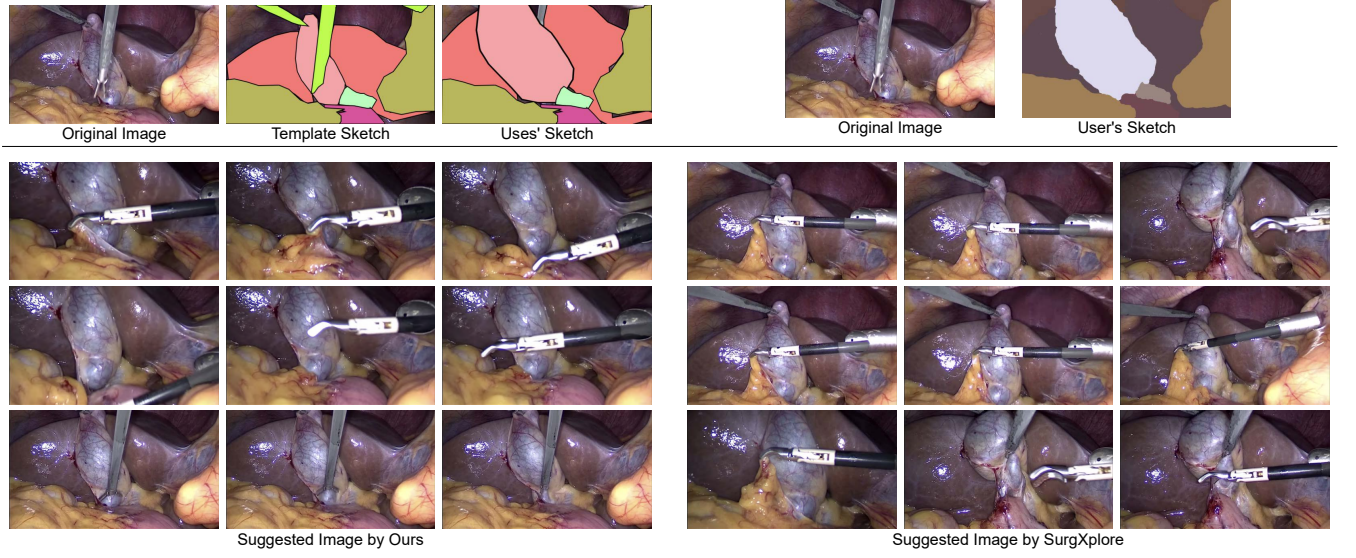 Original Image
Template Sketch
Uses' Sketch
Original Image
User's Sketch
Suggested Image by Ours
Suggested Image by SurgXplore